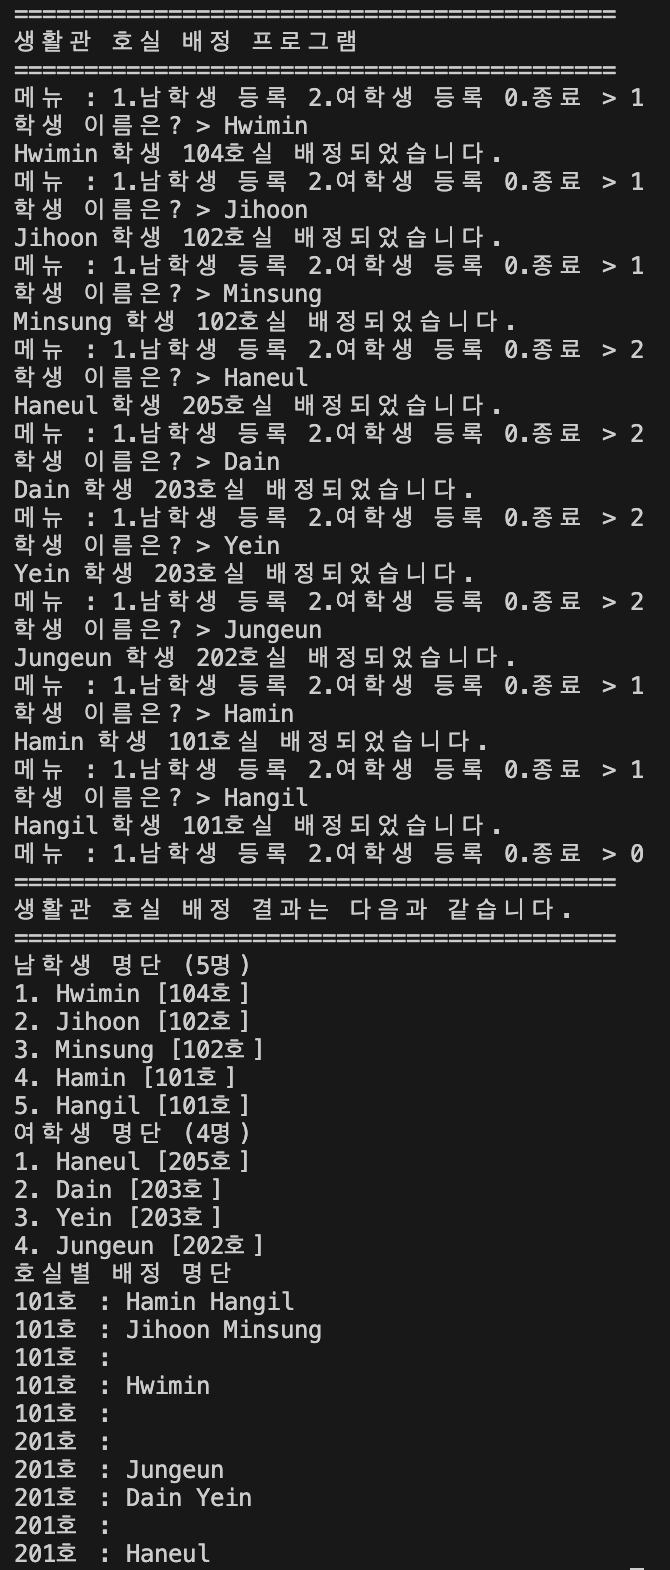 ===========================================
생활관 호실 배정 프로그램
===========================================
메뉴 : 1.남학생 등록 2.여학생 등록 0.종료 > 1
학생 이름은? > Hwimin
Hwimin 학생 104호실 배정되었습니다.
메뉴 : 1.남학생 등록 2.여학생 등록 0.종료 > 1
학생 이름은? > Jihoon
Jihoon 학생 102호실 배정되었습니다.
메뉴 : 1.남학생 등록 2.여학생 등록 0.종료 > 1
학생 이름은? > Minsung
Minsung 학생 102호실 배정되었습니다.
메뉴 : 1.남학생 등록 2.여학생 등록 0.종료 > 2
학생 이름은? > Haneul
Haneul 학생 205호실 배정되었습니다.
메뉴 : 1.남학생 등록 2.여학생 등록 0.종료 > 2
학생 이름은? > Dain
Dain 학생 203호실 배정되었습니다.
메뉴 : 1.남학생 등록 2.여학생 등록 0.종료 > 2
학생 이름은? > Yein
Yein 학생 203호실 배정되었습니다.
메뉴 : 1.남학생 등록 2.여학생 등록 0.종료 > 2
학생 이름은? > Jungeun
Jungeun 학생 202호실 배정되었습니다.
메뉴 : 1.남학생 등록 2.여학생 등록 0.종료 > 1
학생 이름은? > Hamin
Hamin 학생 101호실 배정되었습니다.
메뉴 : 1.남학생 등록 2.여학생 등록 0.종료 > 1
학생 이름은? > Hangil
Hangil 학생 101호실 배정되었습니다.
메뉴 : 1.남학생 등록 2.여학생 등록 0.종료 > 0
===========================================
생활관 호실 배정 결과는 다음과 같습니다.
===========================================
남학생 명단 (5명)
1. Hwimin [104호]
2. Jihoon [102호]
3. Minsung [102호]
4. Hamin [101호]
5. Hangil [101호]
여학생 명단 (4명)
1. Haneul [205호]
2. Dain [203호]
3. Yein [203호]
4. Jungeun [202호]
호실별 배정 명단
101호 : Hamin Hangil
101호 : Jihoon Minsung
101호 :
101호 : Hwimin
101호 :
201호 :
201호 : Jungeun
201호 : Dain Yein
201호 :
201호 : Haneul